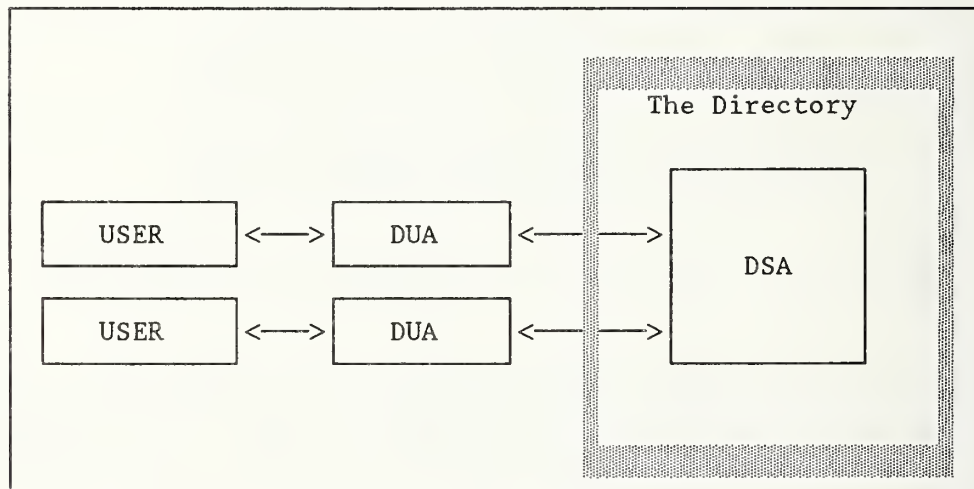 The Directory
USER <--> DUA <--> DSA
USER <--> DUA <-->